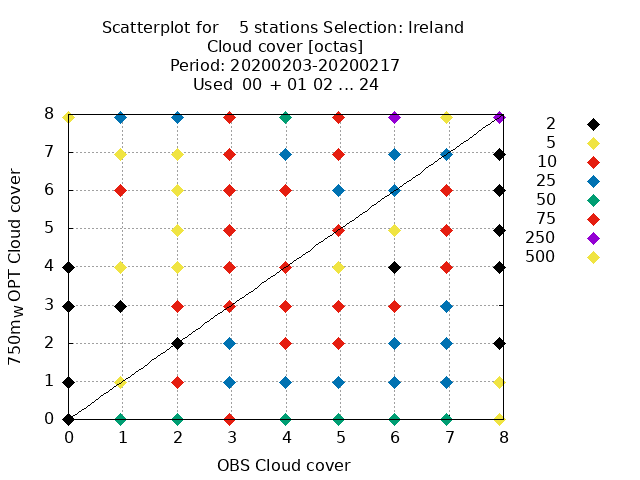 Scatterplot for 5 stations Selection: Ireland
Cloud cover [octas]
Period: 20200203-20200217
Used 00 + 01 02 ... 24
750mW OPT Cloud cover
8
7
6
5
4
3
2
1
0
0 1 2 3 4 5 6 7 8
OBS Cloud cover
2
5
10
25
50
75
250
500